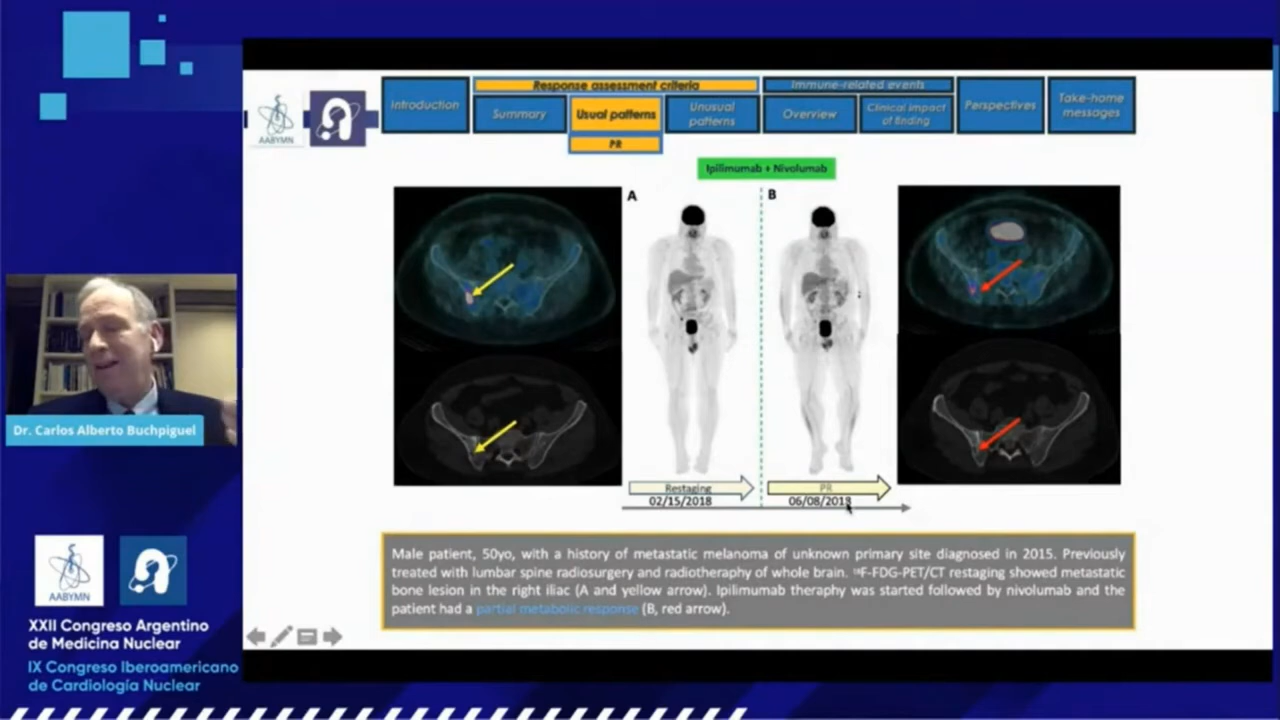 Introduction
Response assessment criteria
Summary
Usual patterns
Unusual patterns
PR
Immune-related events
Overview
Clinical impact of finding
Perspectives
Take-home messages
AABYMN
Ipilimumab + Nivolumab
A
B
Restaging
02/15/2018
PR
06/08/2018
Male patient, 50yo, with a history of metastatic melanoma of unknown primary site diagnosed in 2015. Previously
treated with lumbar spine radiosurgery and radiotheraphy of whole brain. ¹⁸F-FDG-PET/CT restaging showed metastatic
bone lesion in the right iliac (A and yellow arrow). Ipilimumab theraphy was started followed by nivolumab and the
patient had a partial metabolic response (B, red arrow).
Dr. Carlos Alberto Buchpiguel
AABYMN
XXII Congreso Argentino
de Medicina Nuclear
IX Congreso Iberoamericano
de Cardiología Nuclear